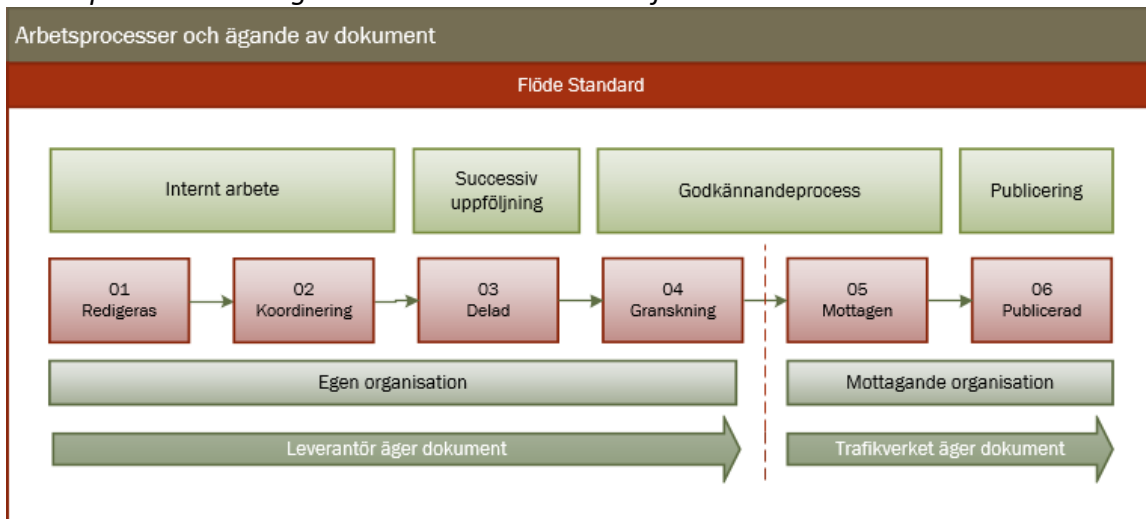 Arbetsprocesser och ägande av dokument
Flöde Standard
Internt arbete
Successiv
uppföljning
Godkännandeprocess
Publicering
01
Redigeras
02
Koordinering
03
Delad
04
Granskning
05
Mottagen
06
Publicerad
Egen organisation
Mottagande organisation
Leverantör äger dokument
Trafikverket äger dokument